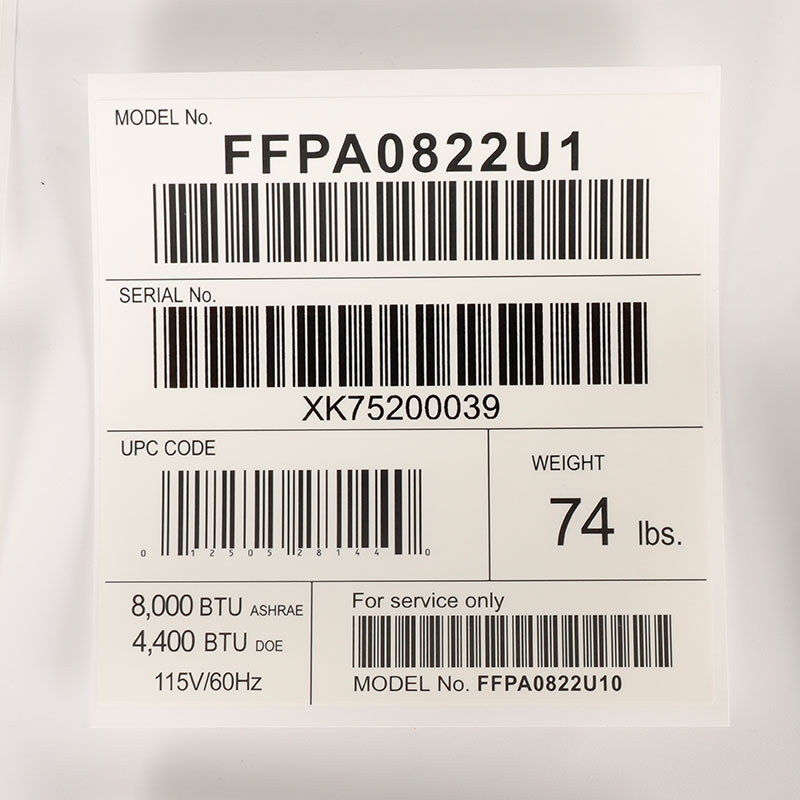 MODEL No.
FFPA0822U1
SERIAL No.
XK75200039
UPC CODE
0 12505 28144 0
WEIGHT
74 lbs.
8,000 BTU ASHRAE
4,400 BTU DOE
115V/60Hz
For service only
MODEL No. FFPA0822U10